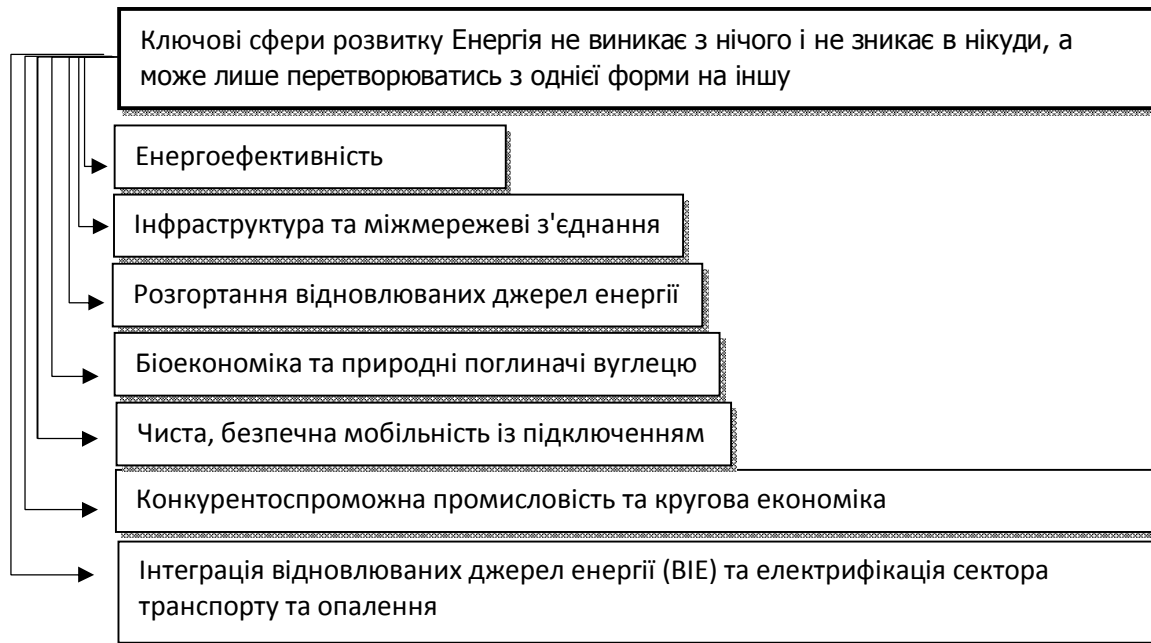 Ключові сфери розвитку Енергія не виникає з нічого і не зникає в нікуди, а
може лише перетворюватись з однієї форми на іншу
Енергоефективність
Інфраструктура та міжмережеві з'єднання
Розгортання відновлюваних джерел енергії
Біоекономіка та природні поглиначі вуглецю
Чиста, безпечна мобільність із підключенням
Конкурентоспроможна промисловість та кругова економіка
Інтеграція відновлюваних джерел енергії (ВІЕ) та електрифікація сектора
транспорту та опалення